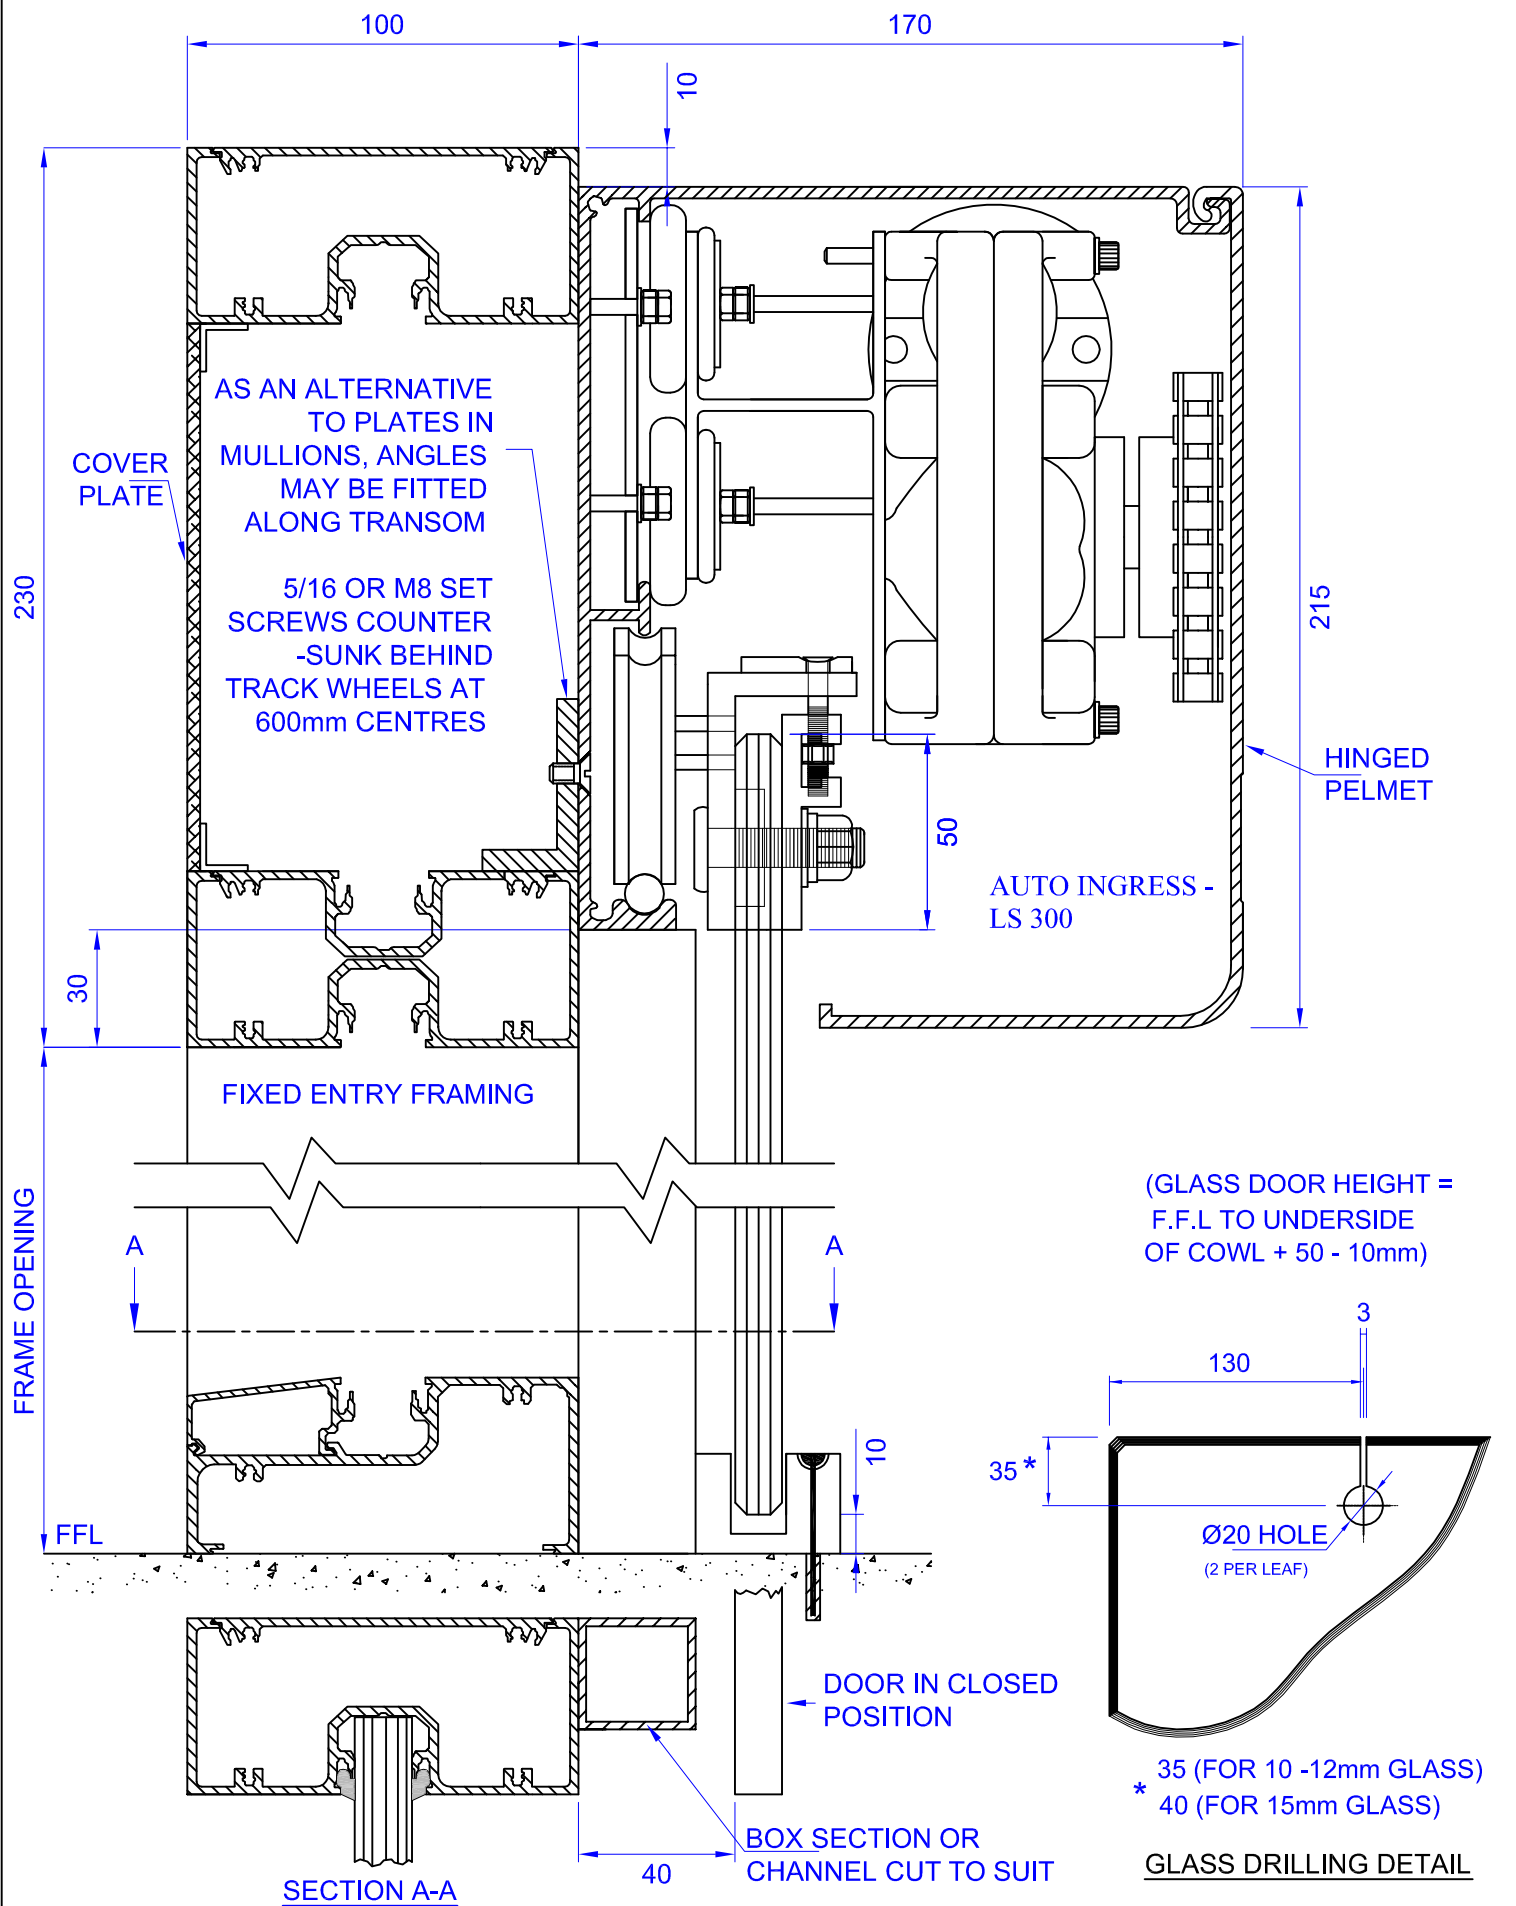 100
170
10
AS AN ALTERNATIVE
TO PLATES IN
MULLIONS, ANGLES
MAY BE FITTED
ALONG TRANSOM
COVER
PLATE
5/16 OR M8 SET
SCREWS COUNTER
-SUNK BEHIND
TRACK WHEELS AT
600mm CENTRES
230
215
HINGED
PELMET
50
AUTO INGRESS -
LS 300
30
FIXED ENTRY FRAMING
FRAME OPENING
A
A
(GLASS DOOR HEIGHT =
F.F.L TO UNDERSIDE
OF COWL + 50 - 10mm)
3
130
35 *
10
Ø20 HOLE
(2 PER LEAF)
FFL
DOOR IN CLOSED
POSITION
35 (FOR 10 -12mm GLASS)
* 40 (FOR 15mm GLASS)
BOX SECTION OR
CHANNEL CUT TO SUIT
40
GLASS DRILLING DETAIL
SECTION A-A